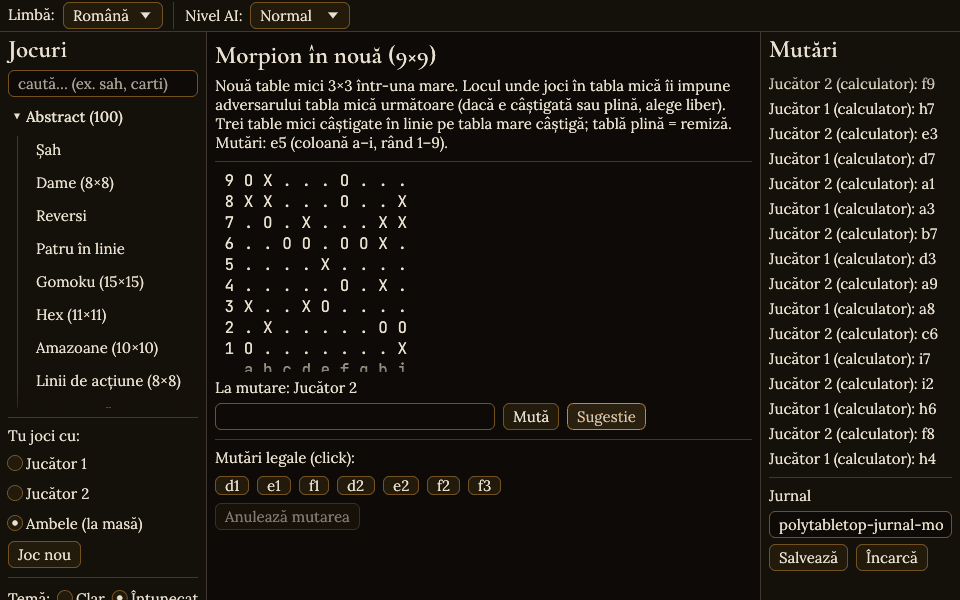 Limbă: Română ▼ Nivel AI: Normal ▼
Jocuri
caută... (ex. sah, carti)
▼ Abstract (100)
Șah
Dame (8×8)
Reversi
Patru în linie
Gomoku (15×15)
Hex (11×11)
Amazoane (10×10)
Linii de acțiune (8×8)
Tu joci cu:
Jucător 1
Jucător 2
Ambele (la masă)
Joc nou
Temă: Clar Întunecat
Morpion în nouă (9×9)
Nouă table mici 3×3 într-una mare. Locul unde joci în tabla mică îi impune
adversarului tabla mică următoare (dacă e câștigată sau plină, alege liber).
Trei table mici câștigate în linie pe tabla mare câștigă; tablă plină = remiză.
Mutări: e5 (coloană a–i, rând 1–9).
9 O X . . . O . . .
8 X X . . . O . . X
7 . O . X . . . X X
6 . . O O . O O X .
5 . . . . X . . . .
4 . . . . . O . X .
3 X . . X O . . . .
2 . X . . . . . O O
1 O . . . . . . . X
a b c d e f g h i
La mutare: Jucător 2
Mută Sugestie
Mutări legale (click):
d1 e1 f1 d2 e2 f2 f3
Anulează mutarea
Mutări
Jucător 2 (calculator): f9
Jucător 1 (calculator): h7
Jucător 2 (calculator): e3
Jucător 1 (calculator): d7
Jucător 2 (calculator): a1
Jucător 1 (calculator): a3
Jucător 2 (calculator): b7
Jucător 1 (calculator): d3
Jucător 2 (calculator): a9
Jucător 1 (calculator): a8
Jucător 2 (calculator): c6
Jucător 1 (calculator): i7
Jucător 2 (calculator): i2
Jucător 1 (calculator): h6
Jucător 2 (calculator): f8
Jucător 1 (calculator): h4
Jurnal
polytabletop-jurnal-mo
Salvează Încarcă